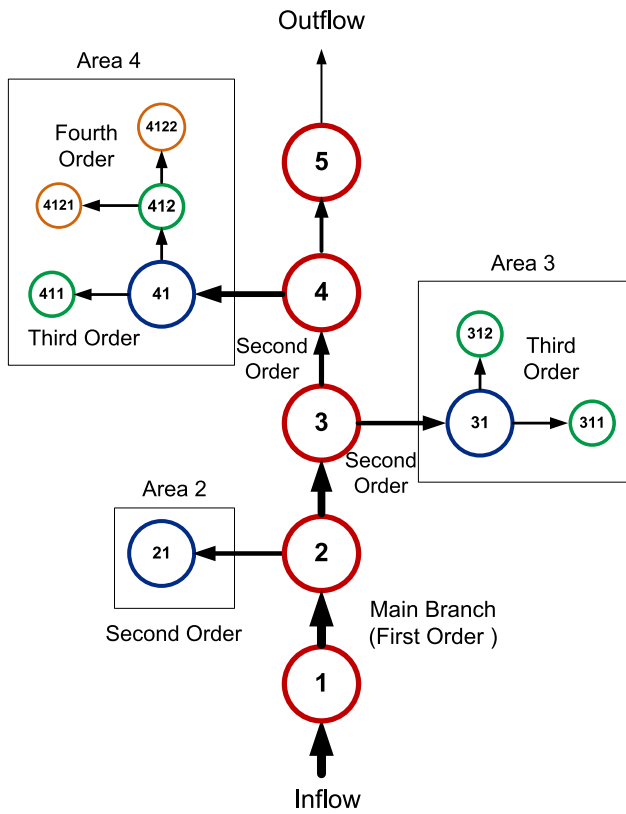 Outflow
Area 4
4122
Fourth
Order
5
4121
412
Area 3
411
41
4
Third Order
Second
Order
312
Third
Order
3
31
311
Second
Order
Area 2
21
2
Second Order
Main Branch
(First Order )
1
Inflow